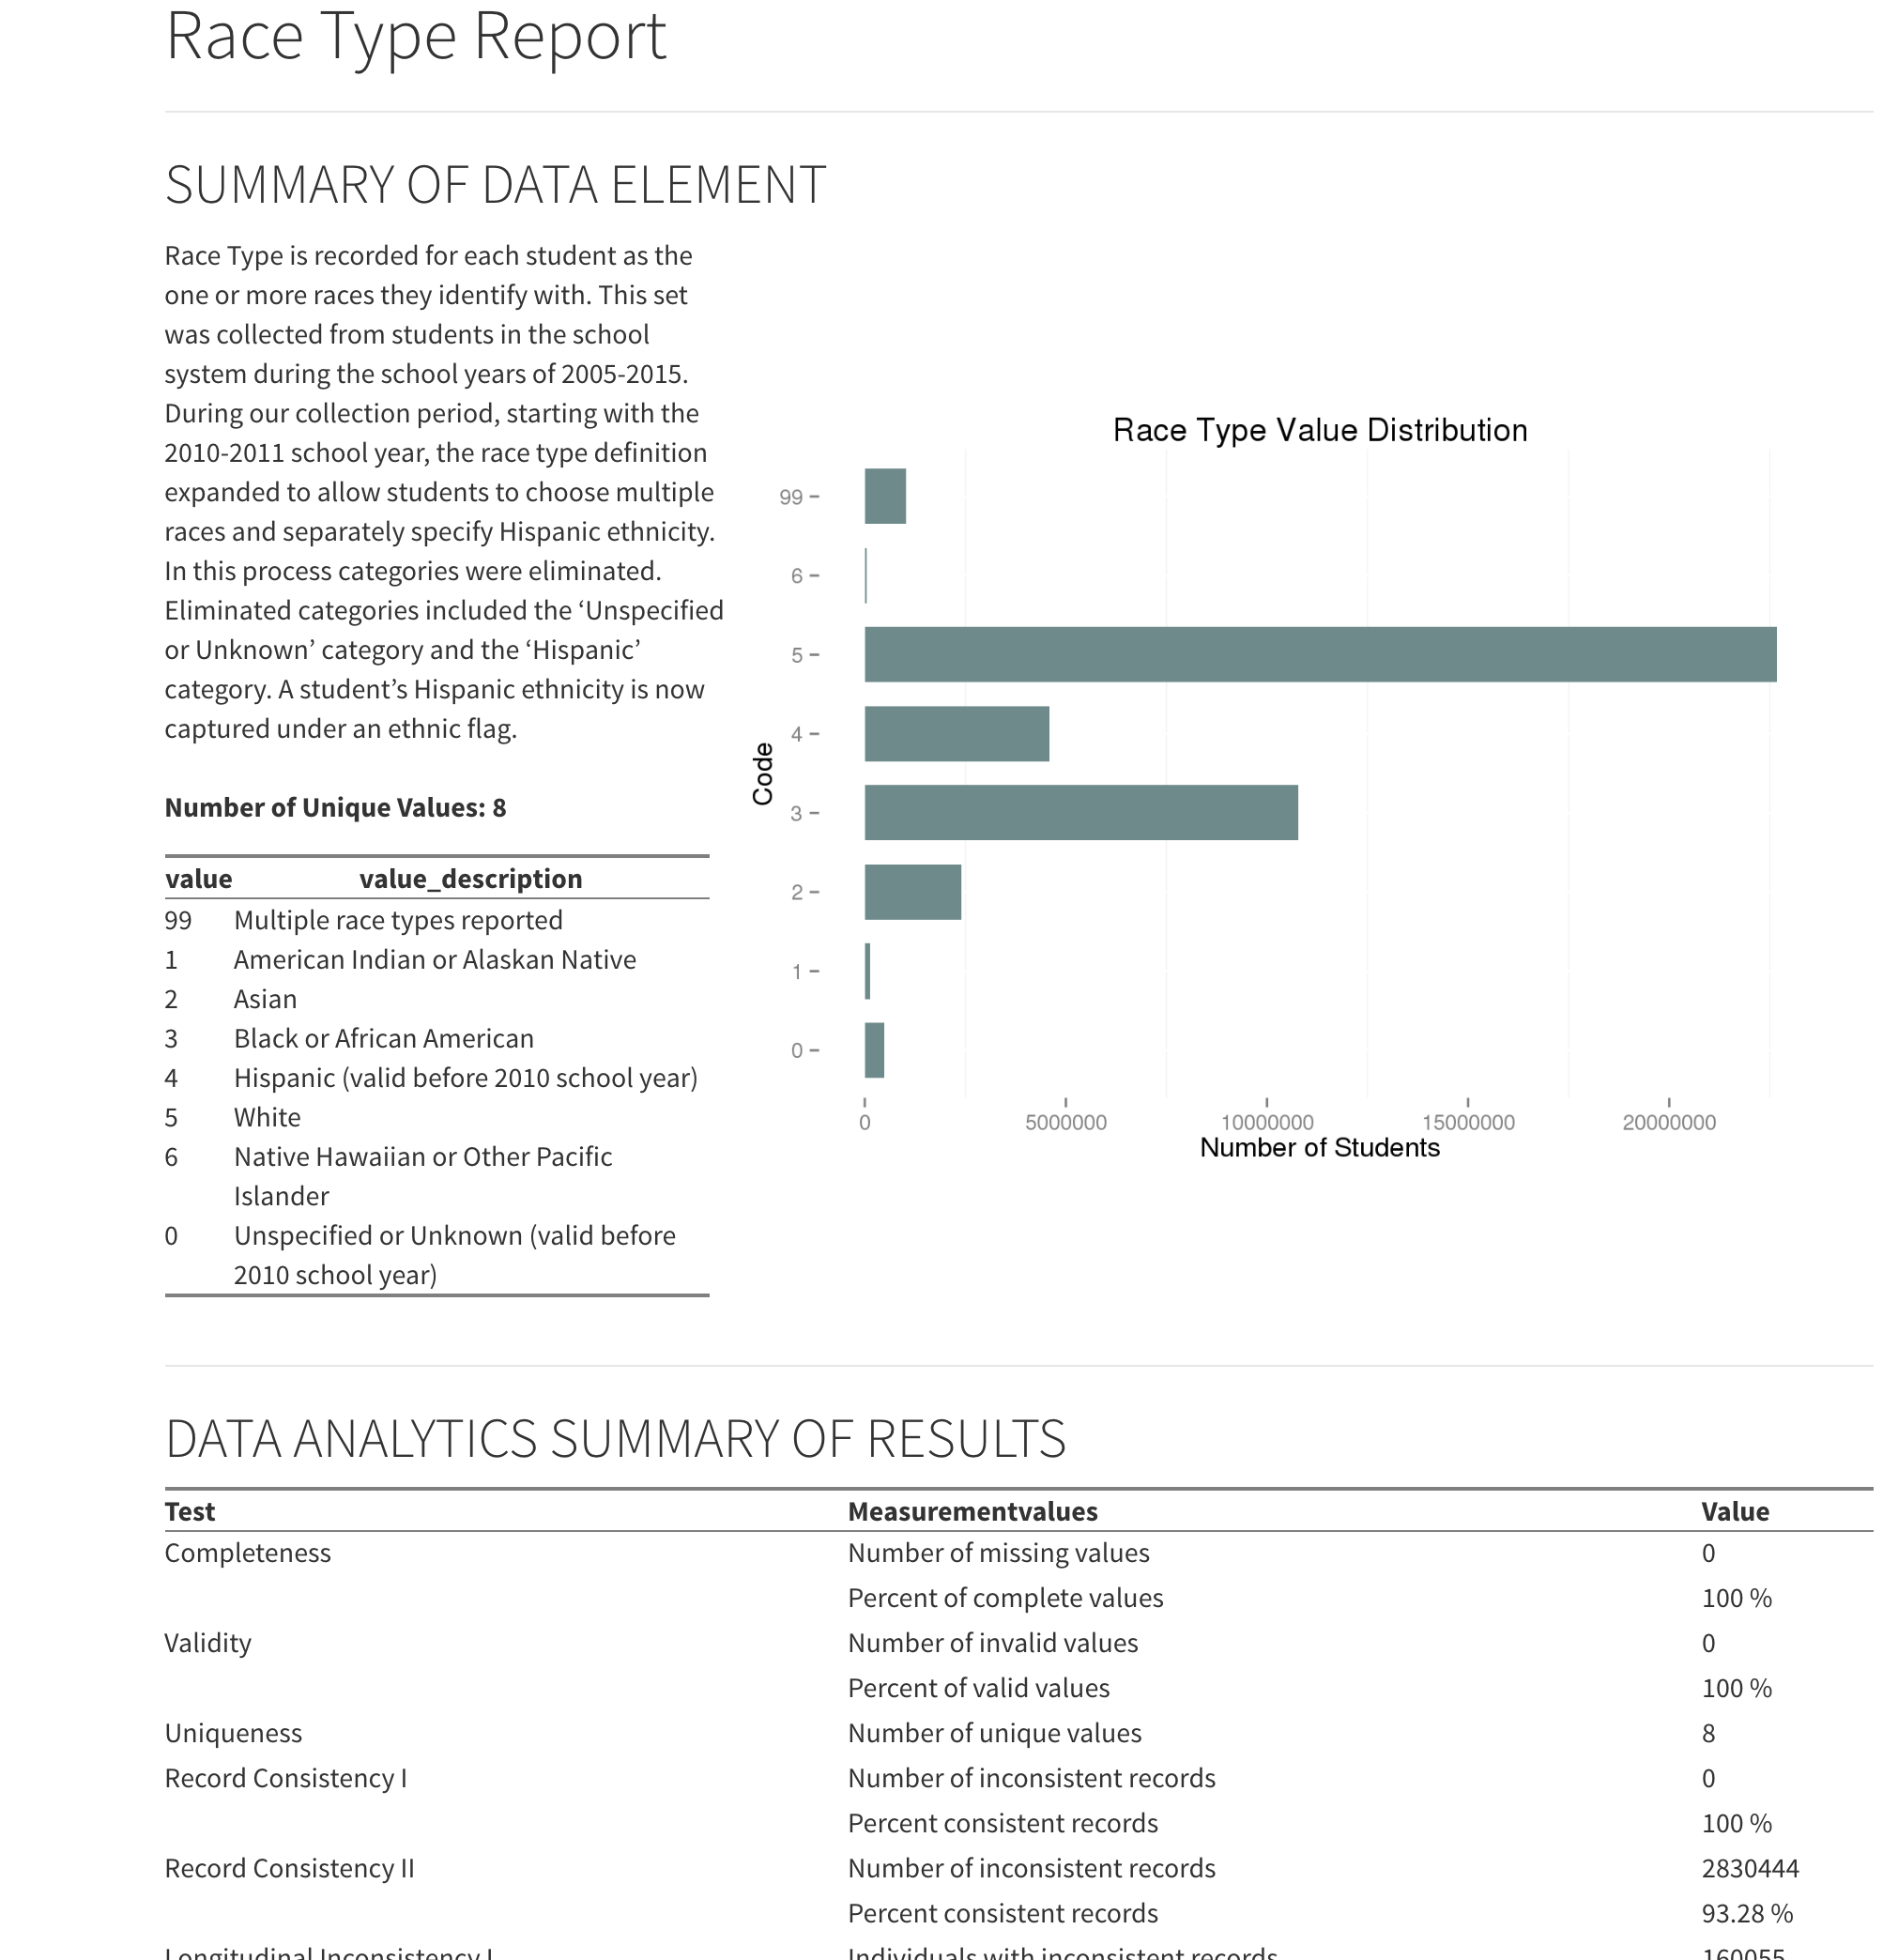 Race Type Report
SUMMARY OF DATA ELEMENT
Race Type is recorded for each student as the
one or more races they identify with. This set
was collected from students in the school
system during the school years of 2005-2015.
During our collection period, starting with the
2010-2011 school year, the race type definition
expanded to allow students to choose multiple
races and separately specify Hispanic ethnicity.
In this process categories were eliminated.
Eliminated categories included the ‘Unspecified
or Unknown’ category and the ‘Hispanic’
category. A student’s Hispanic ethnicity is now
captured under an ethnic flag.
Number of Unique Values: 8
value value_description
99 Multiple race types reported
1 American Indian or Alaskan Native
2 Asian
3 Black or African American
4 Hispanic (valid before 2010 school year)
5 White
6 Native Hawaiian or Other Pacific
Islander
0 Unspecified or Unknown (valid before
2010 school year)
Race Type Value Distribution
Code
99
6
5
4
3
2
1
0
0 5000000 10000000 15000000 20000000
Number of Students
DATA ANALYTICS SUMMARY OF RESULTS
Test Measurementvalues Value
Completeness Number of missing values 0
Percent of complete values 100 %
Validity Number of invalid values 0
Percent of valid values 100 %
Uniqueness Number of unique values 8
Record Consistency I Number of inconsistent records 0
Percent consistent records 100 %
Record Consistency II Number of inconsistent records 2830444
Percent consistent records 93.28 %
Longitudinal Inconsistency I Individuals with inconsistent records 160055